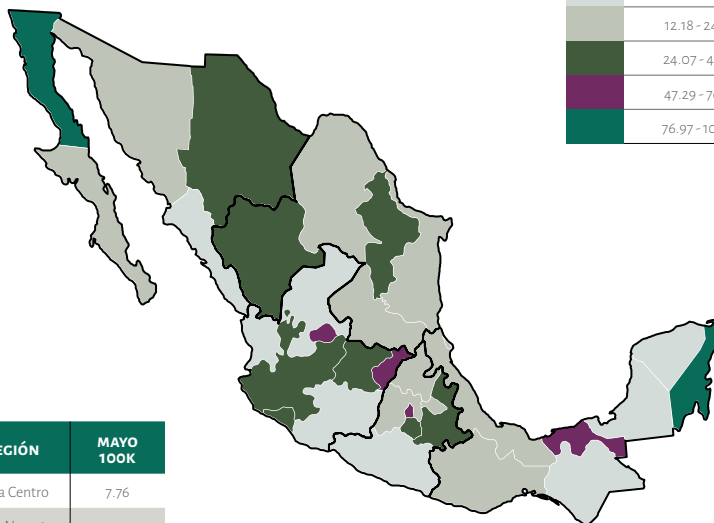 12.18 - 24
24.07 - 4
47.29 - 7
76.97 - 10
EGIÓN
MAYO
100K
a Centro
7.76